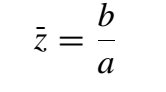 z̄ = b/a